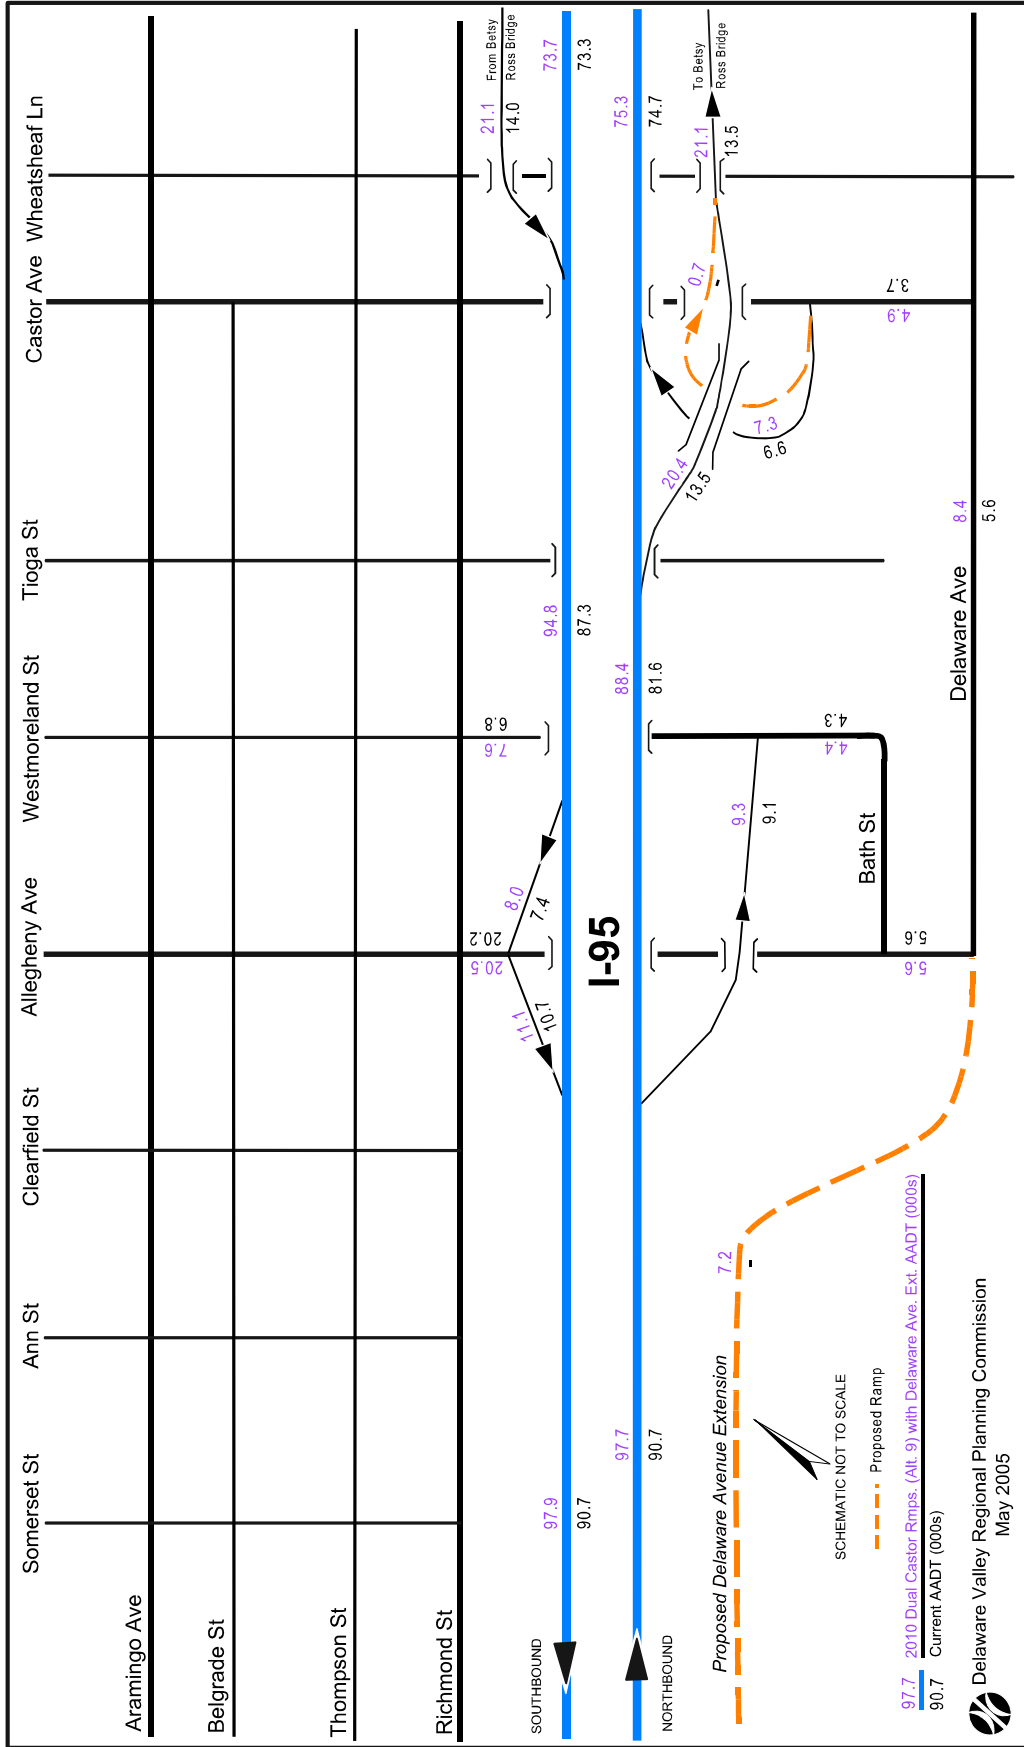 Somerset St
Ann St
Clearfield St
Allegheny Ave
Westmoreland St
Tioga St
Castor Ave
Wheatsheaf Ln
Aramingo Ave
Belgrade St
Thompson St
Richmond St
20.5
20.2
7.6
6.8
21.1
14.0
From Betsy
Ross Bridge
11.1
10.7
8.0
7.4
SOUTHBOUND
97.9
90.7
94.8
87.3
73.7
73.3
I-95
NORTHBOUND
97.7
90.7
88.4
81.6
75.3
74.7
20.4
13.5
0.7
21.1
13.5
To Betsy
Ross Bridge
Proposed Delaware Avenue Extension
7.2
9.3
9.1
7.3
9.9
4.4
4.3
4.9
3.7
Bath St
5.6
5.6
Delaware Ave
8.4
5.6
SCHEMATIC NOT TO SCALE
Proposed Ramp
97.7 2010 Dual Castor Rmps. (Alt. 9) with Delaware Ave. Ext. AADT (000s)
90.7 Current AADT (000s)
Delaware Valley Regional Planning Commission
May 2005